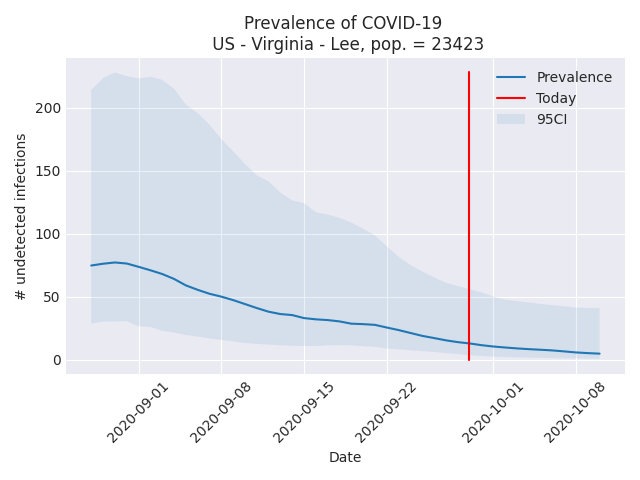 Prevalence of COVID-19
US - Virginia - Lee, pop. = 23423
Prevalence
Today
95CI
200
150
100
50
0
# undetected infections
2020-09-01
2020-09-08
2020-09-15
2020-09-22
2020-10-01
2020-10-08
Date